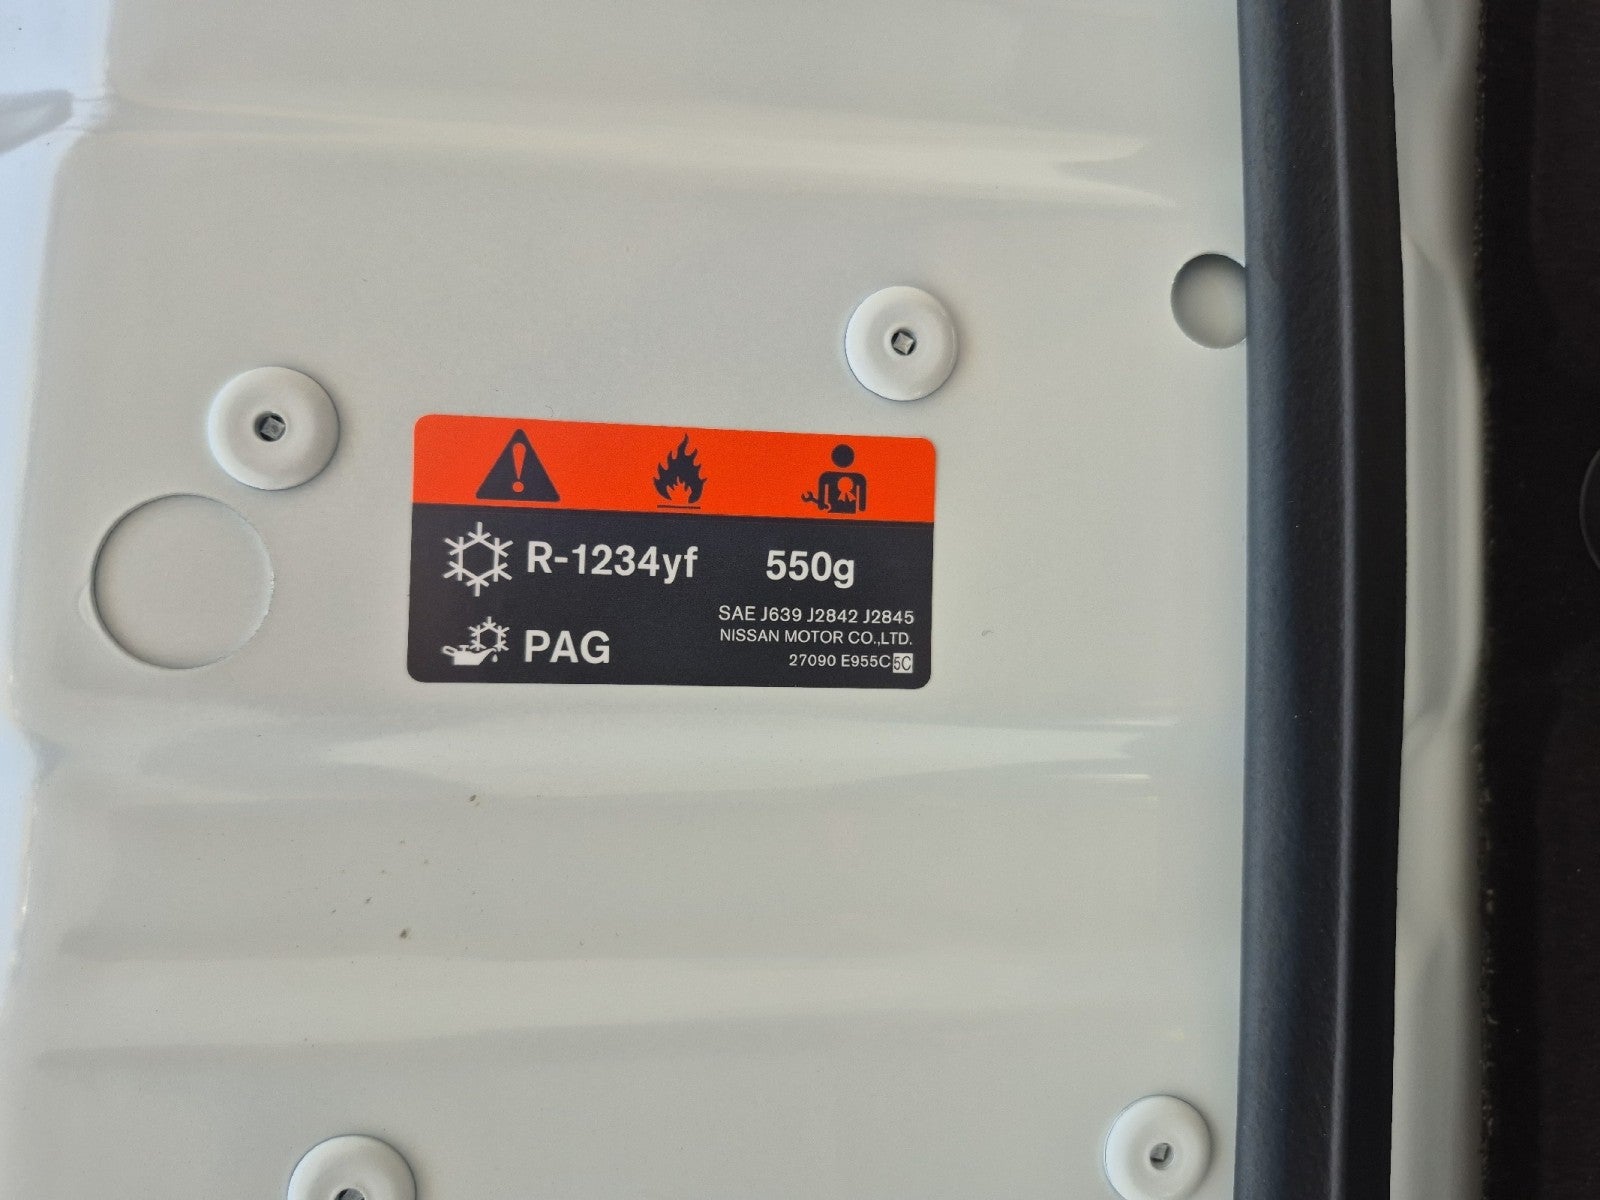 R-1234yf 550g
SAE J639 J2842 J2845
NISSAN MOTOR CO.,LTD.
PAG
27090 E955C 5C